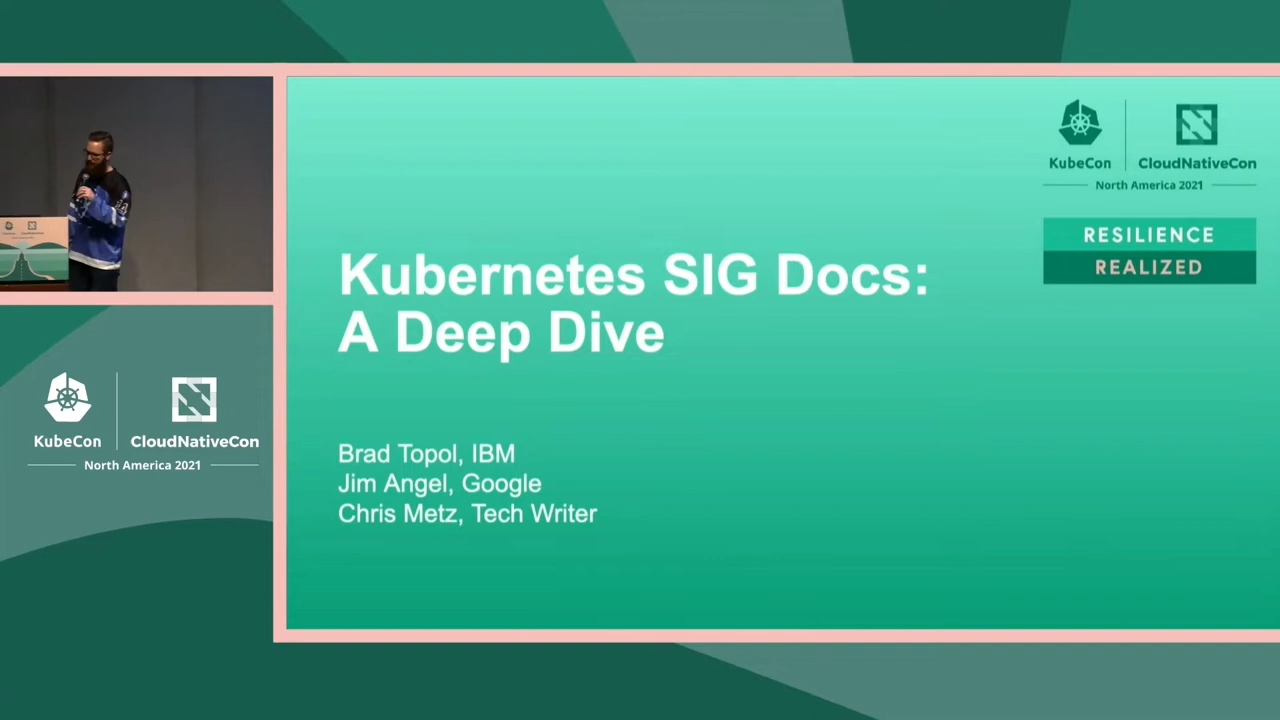 KubeCon
CloudNativeCon
North America 2021
RESILIENCE
REALIZED
Kubernetes SIG Docs:
A Deep Dive
Brad Topol, IBM
Jim Angel, Google
Chris Metz, Tech Writer
KubeCon
CloudNativeCon
North America 2021